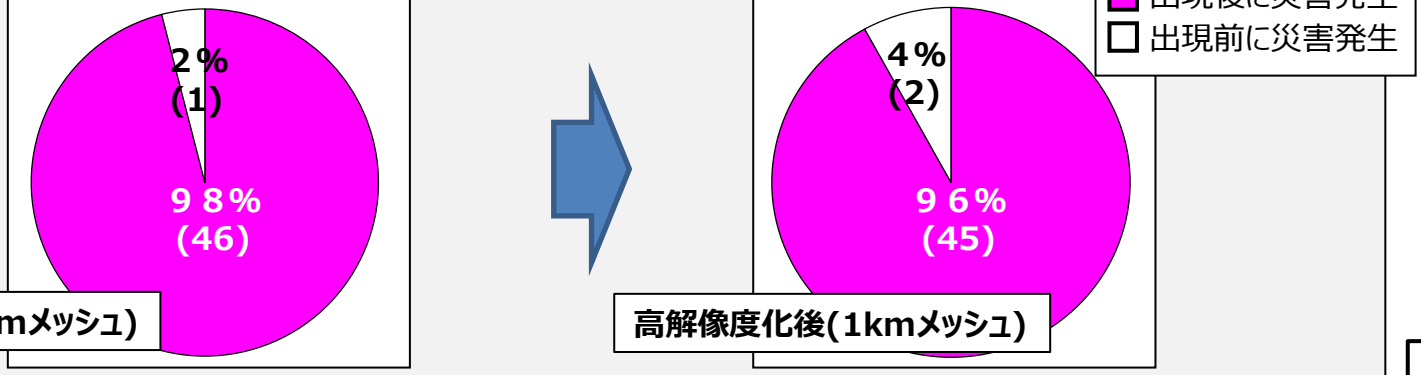 出現後に災害発生
出現前に災害発生
2%
(1)
98%
(46)
mメッシュ)
4%
(2)
96%
(45)
高解像度化後(1kmメッシュ)